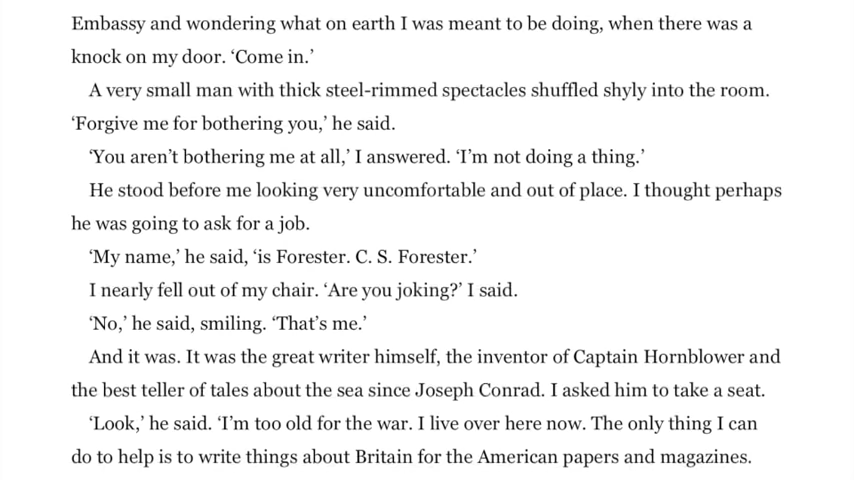 Embassy and wondering what on earth I was meant to be doing, when there was a
knock on my door. ‘Come in.’
A very small man with thick steel-rimmed spectacles shuffled shyly into the room.
‘Forgive me for bothering you,’ he said.
‘You aren’t bothering me at all,’ I answered. ‘I’m not doing a thing.’
He stood before me looking very uncomfortable and out of place. I thought perhaps
he was going to ask for a job.
‘My name,’ he said, ‘is Forester. C. S. Forester.’
I nearly fell out of my chair. ‘Are you joking?’ I said.
‘No,’ he said, smiling. ‘That’s me.’
And it was. It was the great writer himself, the inventor of Captain Hornblower and
the best teller of tales about the sea since Joseph Conrad. I asked him to take a seat.
‘Look,’ he said. ‘I’m too old for the war. I live over here now. The only thing I can
do to help is to write things about Britain for the American papers and magazines.